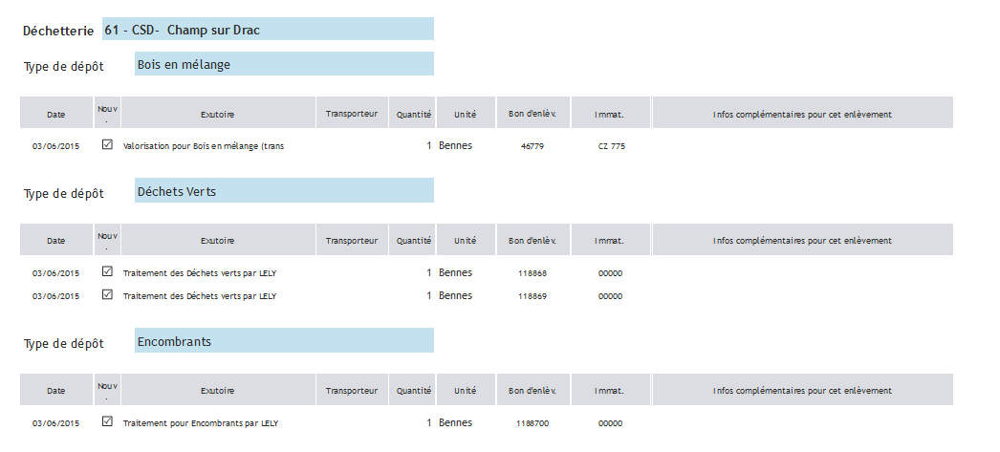 Déchetterie 61 - CSD- Champ sur Drac
Type de dépôt Bois en mélange
Date Nouv. Exutoire Transporteur Quantité Unité Bon d'enlèv. Immat. Infos complémentaires pour cet enlèvement
03/06/2015 ☑ Valorisation pour Bois en mélange (trans 1 Bennes 46779 CZ 775
Type de dépôt Déchets Verts
Date Nouv. Exutoire Transporteur Quantité Unité Bon d'enlèv. Immat. Infos complémentaires pour cet enlèvement
03/06/2015 ☑ Traitement des Déchets verts par LELY 1 Bennes 118868 00000
03/06/2015 ☑ Traitement des Déchets verts par LELY 1 Bennes 118869 00000
Type de dépôt Encombrants
Date Nouv. Exutoire Transporteur Quantité Unité Bon d'enlèv. Immat. Infos complémentaires pour cet enlèvement
03/06/2015 ☑ Traitement pour Encombrants par LELY 1 Bennes 1188700 00000